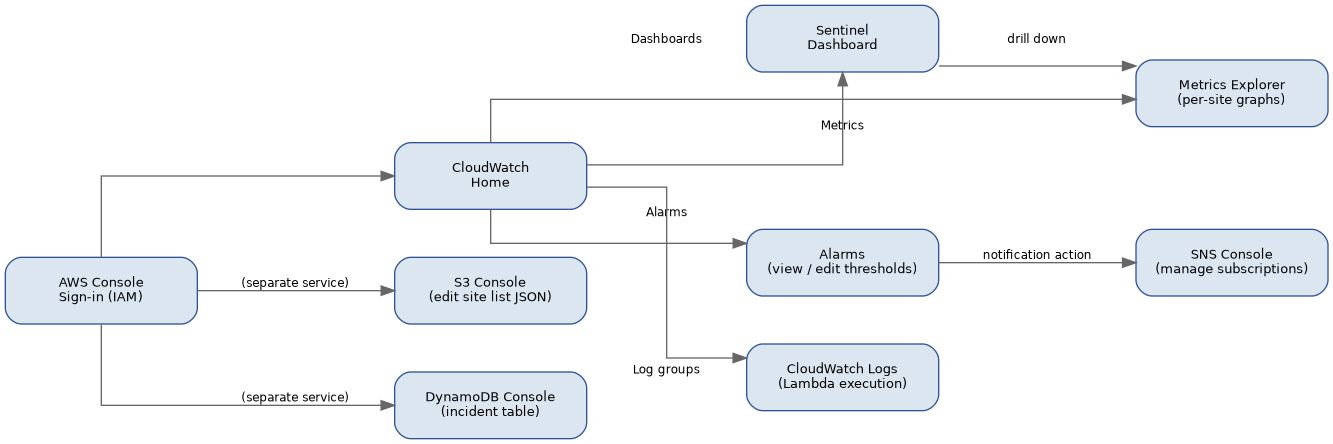 Sentinel
Dashboard
Dashboards
drill down
Metrics Explorer
(per-site graphs)
Metrics
CloudWatch
Home
Alarms
Alarms
(view / edit thresholds)
notification action
SNS Console
(manage subscriptions)
AWS Console
Sign-in (IAM)
(separate service)
S3 Console
(edit site list JSON)
Log groups
CloudWatch Logs
(Lambda execution)
(separate service)
DynamoDB Console
(incident table)